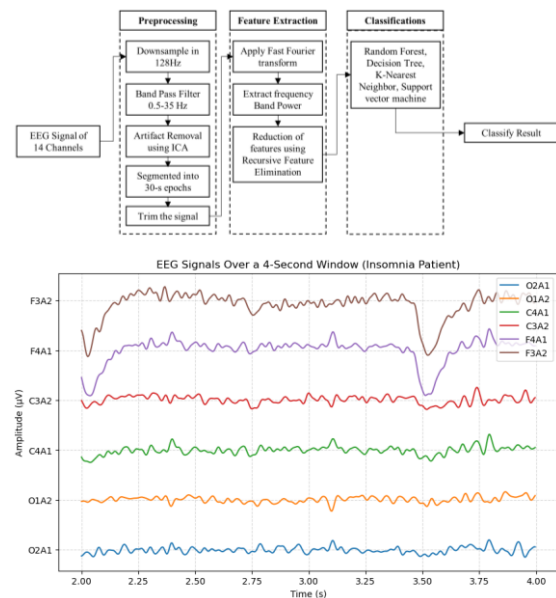 Preprocessing
Feature Extraction
Classifications
EEG Signal of
14 Channels
Downsample in
128Hz
Band Pass Filter
0.5-35 Hz
Artifact Removal
using ICA
Segmented into
30-s epochs
Trim the signal
Apply Fast Fourier
transform
Extract frequency
Band Power
Reduction of
features using
Recursive Feature
Elimination
Random Forest,
Decision Tree,
K-Nearest
Neighbor, Support
vector machine
Classify Result
EEG Signals Over a 4-Second Window (Insomnia Patient)
O2A1
O1A2
C4A1
C3A2
F4A1
F3A2
Amplitude (µV)
F3A2
F4A1
C3A2
C4A1
O1A2
O2A1
2.00
2.25
2.50
2.75
3.00
3.25
3.50
3.75
4.00
Time (s)